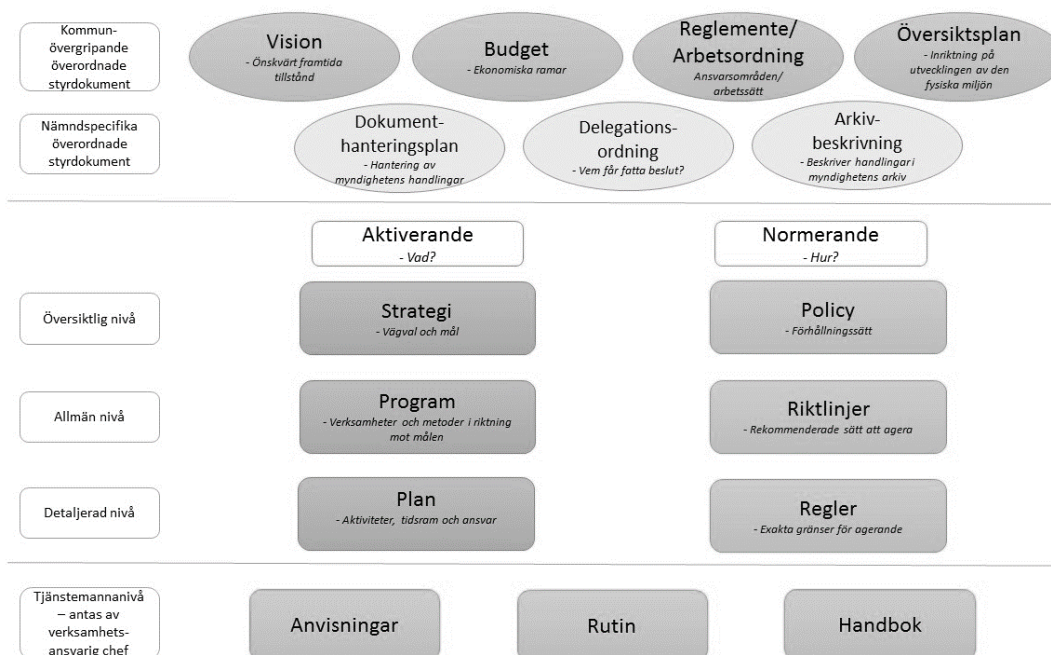 Kommun-
övergripande
överordnade
styrdokument
Vision
- Önskvärt framtida
tillstånd
Budget
- Ekonomiska ramar
Reglemente/
Arbetsordning
Ansvarsområden/
arbetssätt
Översiktsplan
- Inriktning på
utvecklingen av den
fysiska miljön
Nämndspecifika
överordnade
styrdokument
Dokument-
hanteringsplan
- Hantering av
myndighetens handlingar
Delegations-
ordning
- Vem får fatta beslut?
Arkiv-
beskrivning
- Beskriver handlingar i
myndighetens arkiv
Aktiverande
- Vad?
Normerande
- Hur?
Översiktlig nivå
Strategi
- Vägval och mål
Policy
- Förhållningssätt
Allmän nivå
Program
- Verksamheter och metoder i riktning
mot målen
Riktlinjer
- Rekommenderade sätt att agera
Detaljerad nivå
Plan
- Aktiviteter, tidsram och ansvar
Regler
- Exakta gränser för agerande
Tjänstemannanivå
– antas av
verksamhets-
ansvarig chef
Anvisningar
Rutin
Handbok